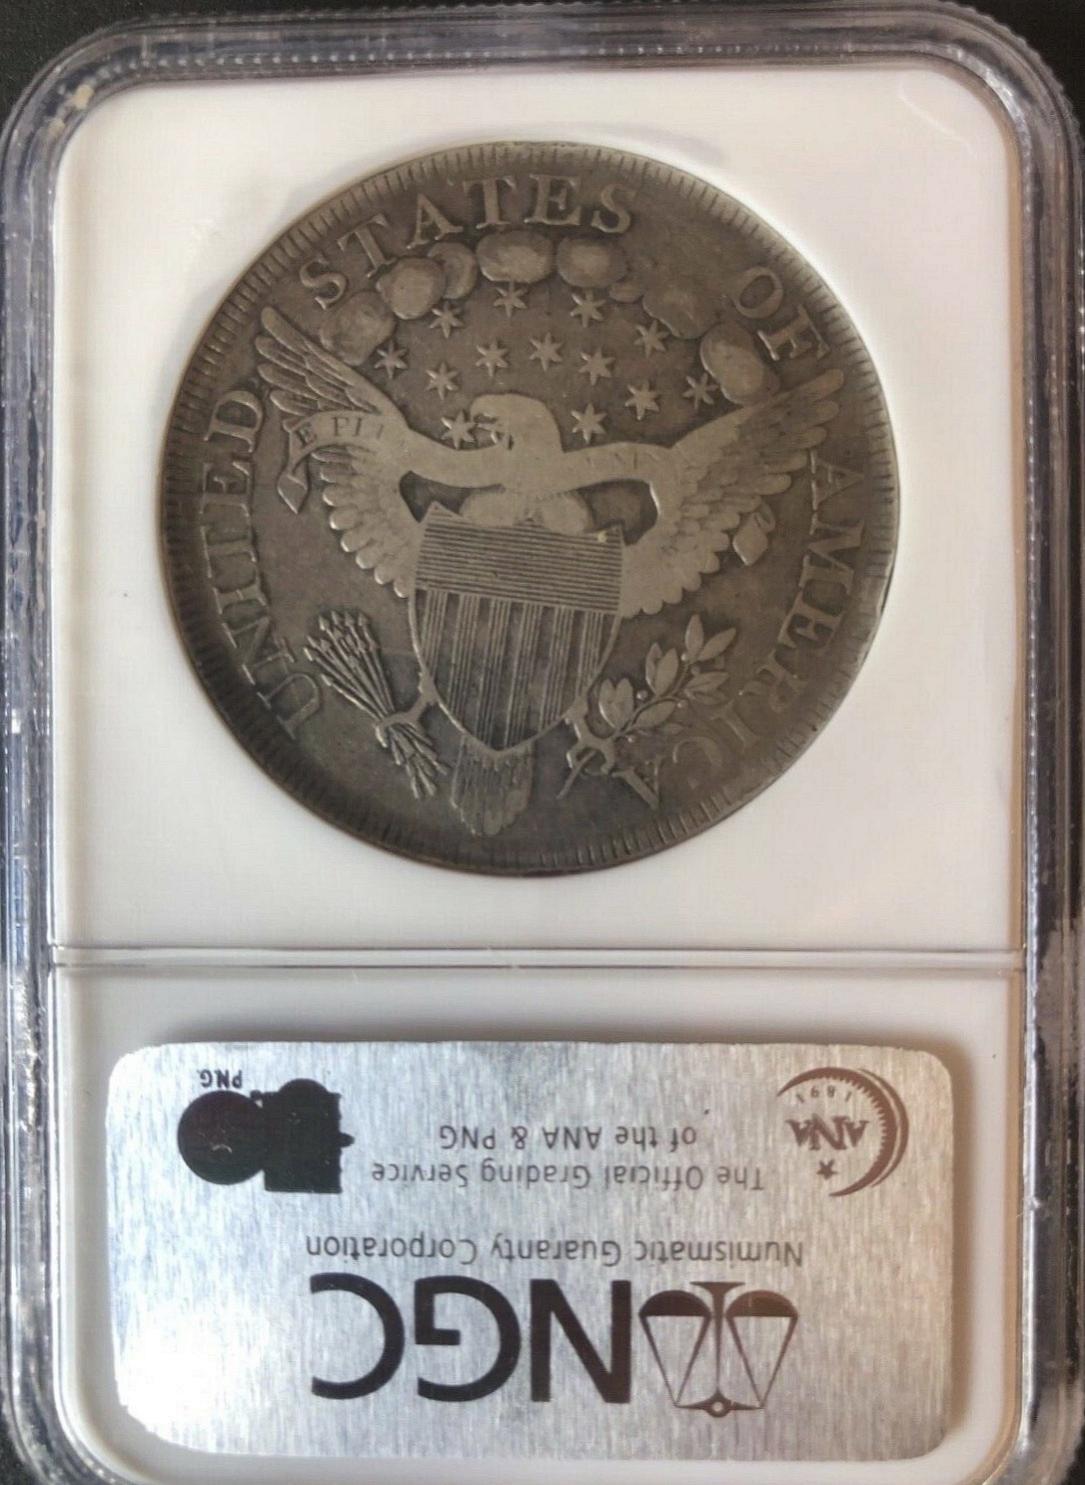 UNITED STATES OF AMERICA
E PL
PNG
1891
ANA
of the ANA & PNG
The Official Grading Service
Numismatic Guaranty Corporation
NGC